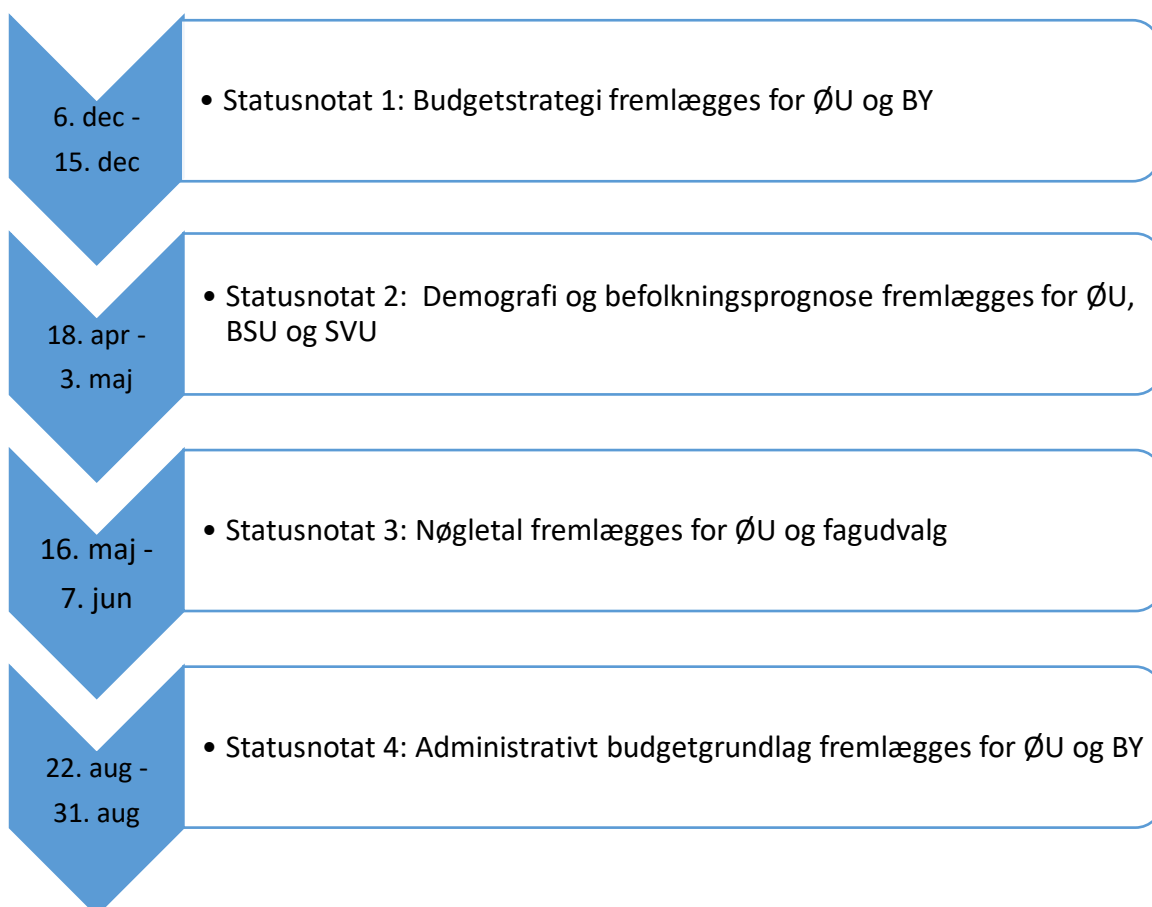 6. dec -
15. dec
• Statusnotat 1: Budgetstrategi fremlægges for ØU og BY
18. apr -
3. maj
• Statusnotat 2:  Demografi og befolkningsprognose fremlægges for ØU,
BSU og SVU
16. maj -
7. jun
• Statusnotat 3: Nøgletal fremlægges for ØU og fagudvalg
22. aug -
31. aug
• Statusnotat 4: Administrativt budgetgrundlag fremlægges for ØU og BY